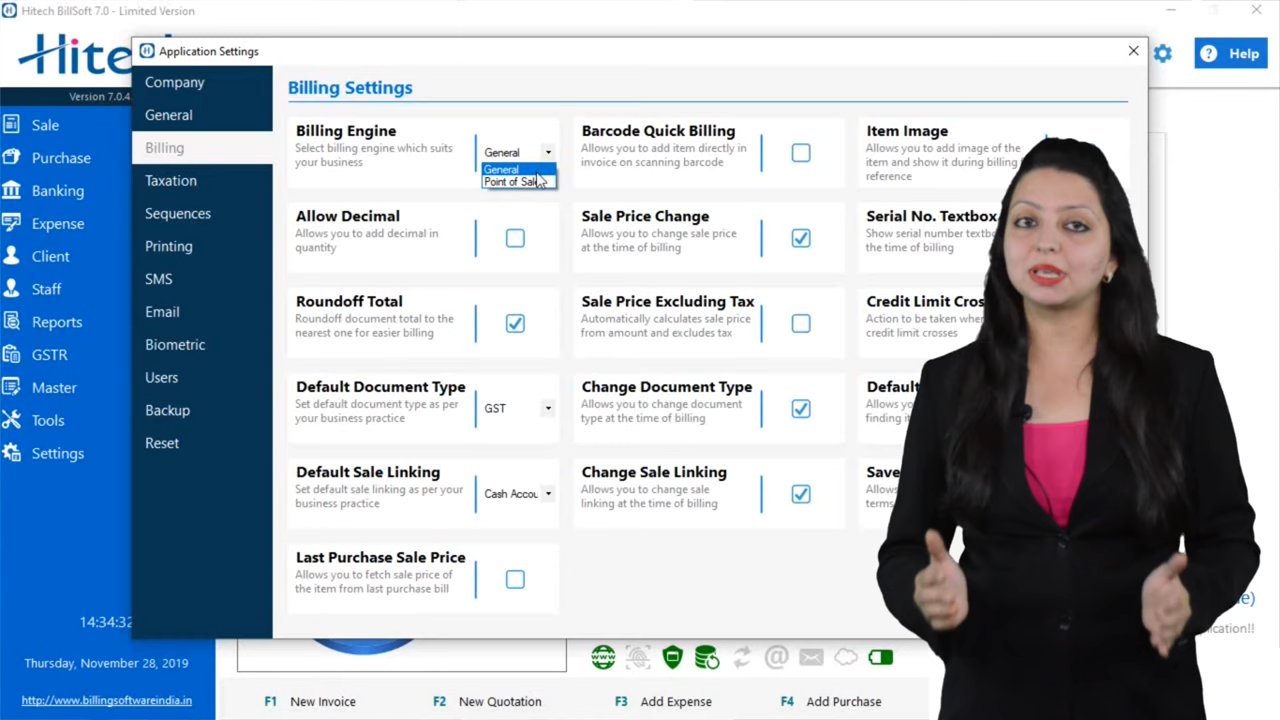 Hitech BillSoft 7.0 - Limited Version
Hite
Application Settings
Help
Version 7.0.4
Sale
Purchase
Banking
Expense
Client
Staff
Reports
GSTR
Master
Tools
Settings
14:34:32
Thursday, November 28, 2019
http://www.billingsoftwareindia.in
Company
General
Billing
Taxation
Sequences
Printing
SMS
Email
Biometric
Users
Backup
Reset
Billing Settings
Billing Engine
Select billing engine which suits
your business
General
General
Point of Sale
Barcode Quick Billing
Allows you to add item directly in
invoice on scanning barcode
Item Image
Allows you to add image of the
item and show it during billing
reference
Allow Decimal
Allows you to add decimal in
quantity
Sale Price Change
Allows you to change sale price
at the time of billing
Serial No. Textbox
Show serial number
the time of billing
Roundoff Total
Roundoff document total to the
nearest one for easier billing
Sale Price Excluding Tax
Automatically calculates sale price
from amount and excludes tax
Credit Limit
Action to be taken
credit limit crosses
Default Document Type
Set default document type as per
your business practice
GST
Change Document Type
Allows you to change document
type at the time of billing
Allows
finding
Default Sale Linking
Set default sale linking as per your
business practice
Cash Accou
Change Sale Linking
Allows you to change sale
linking at the time of billing
Save
terms
Last Purchase Sale Price
Allows you to fetch sale price of
the item from last purchase bill
F1 New Invoice
F2 New Quotation
F3 Add Expense
F4 Add Purchase